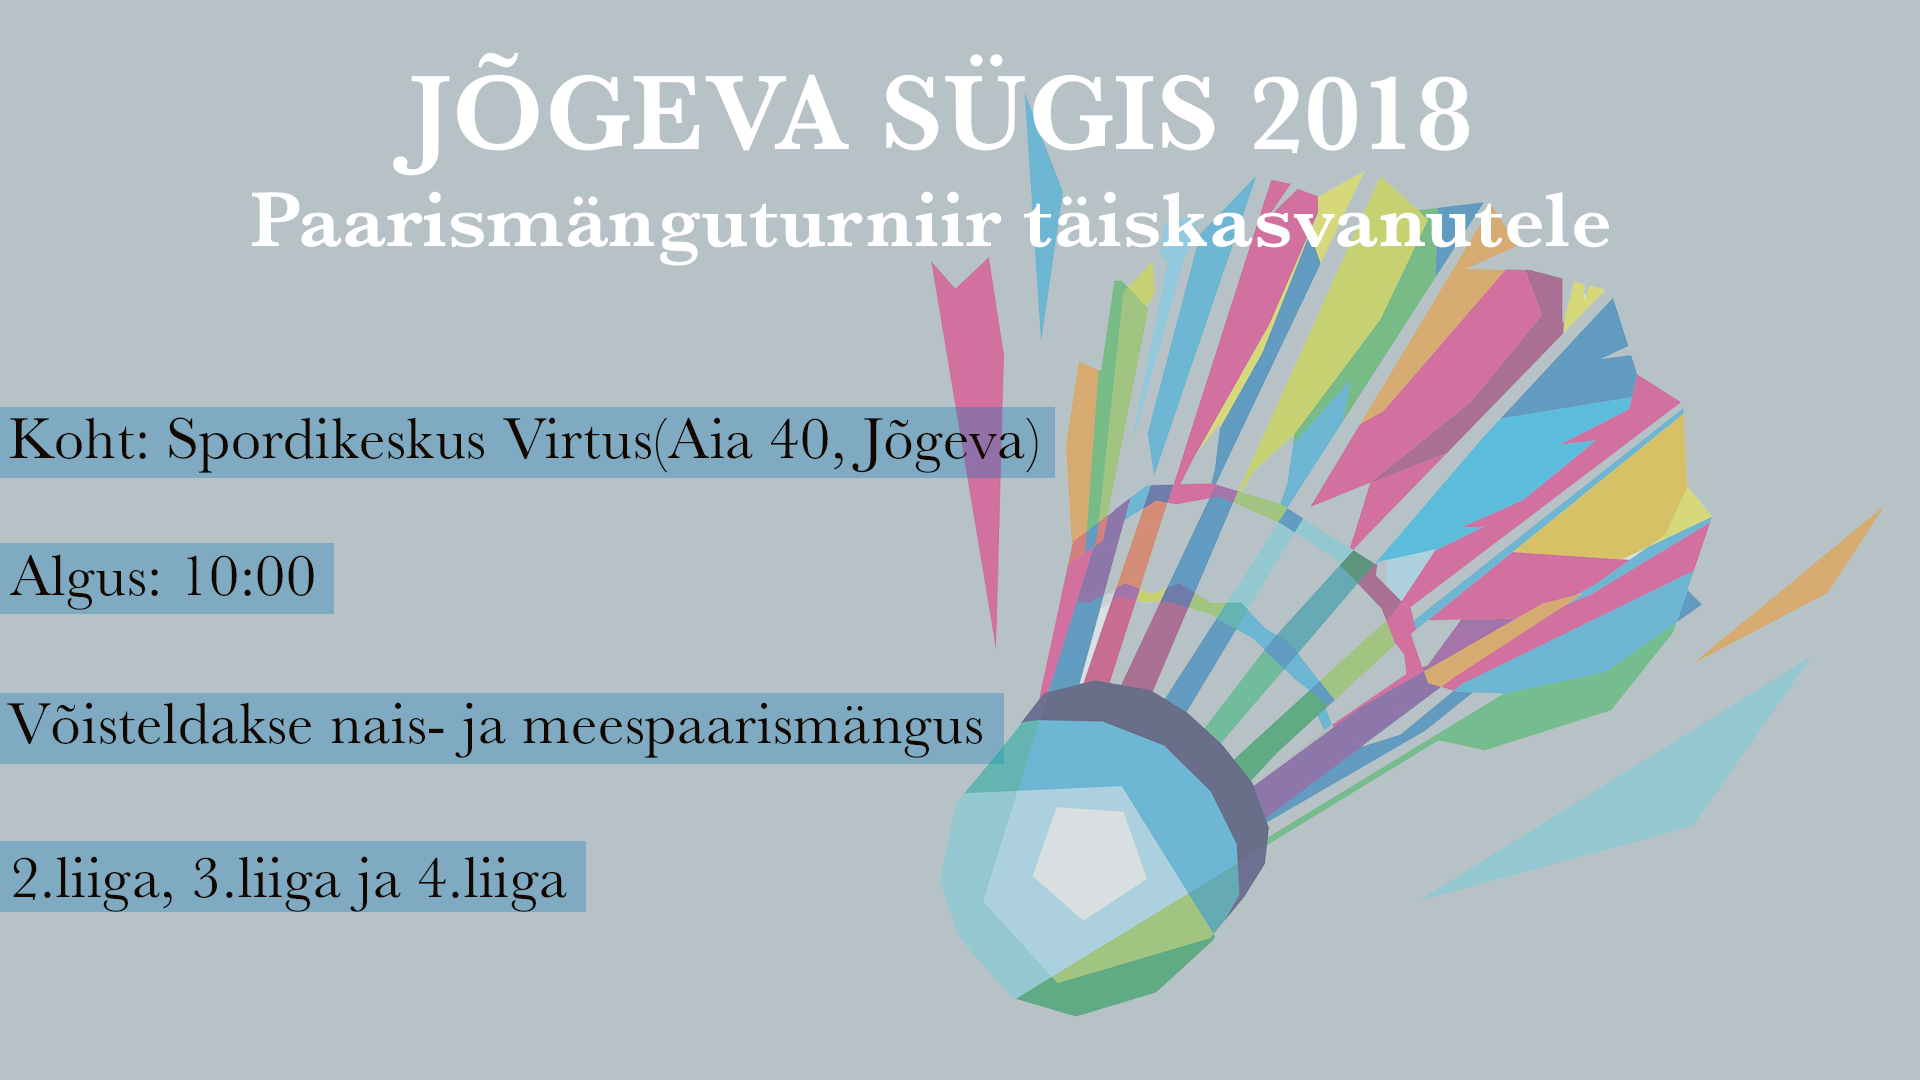 JÕGEVA SÜGIS 2018
Paarismänguturniir täiskasvanutele
Koht: Spordikeskus Virtus(Aia 40, Jõgeva)
Algus: 10:00
Võisteldakse nais- ja meespaarismängus
2.liiga, 3.liiga ja 4.liiga